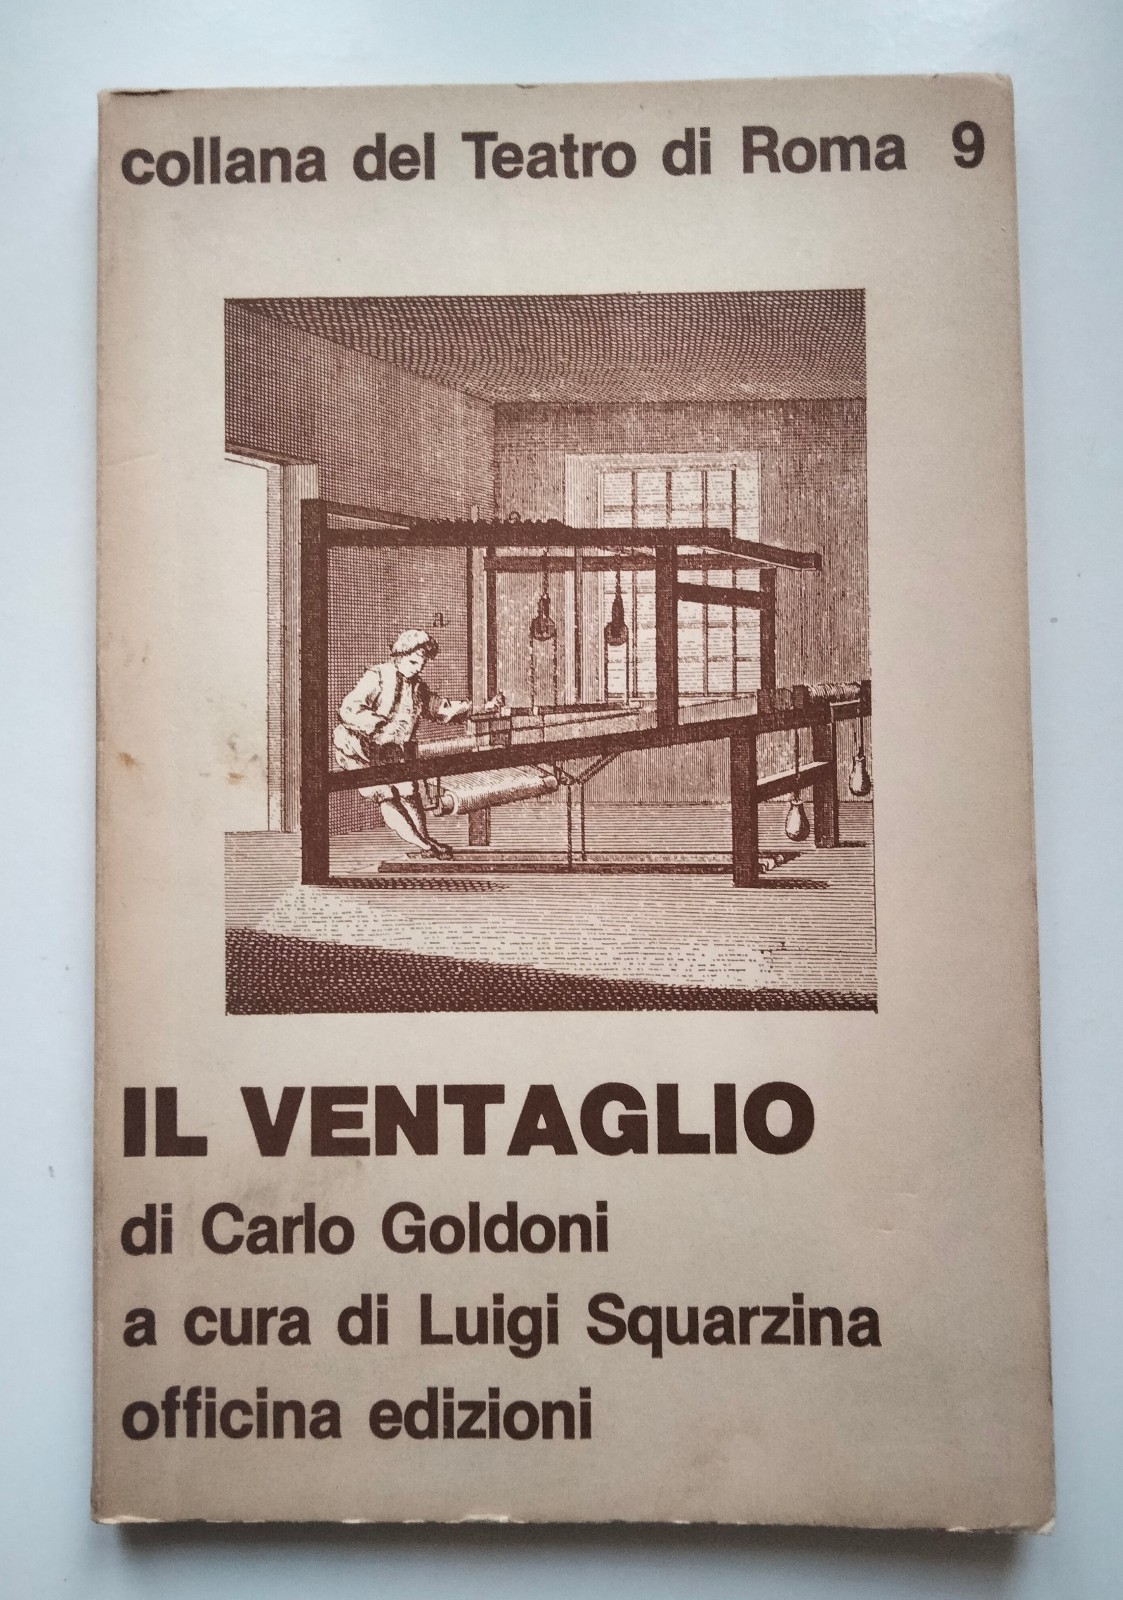 collana del Teatro di Roma 9
a
IL VENTAGLIO
di Carlo Goldoni
a cura di Luigi Squarzina
officina edizioni